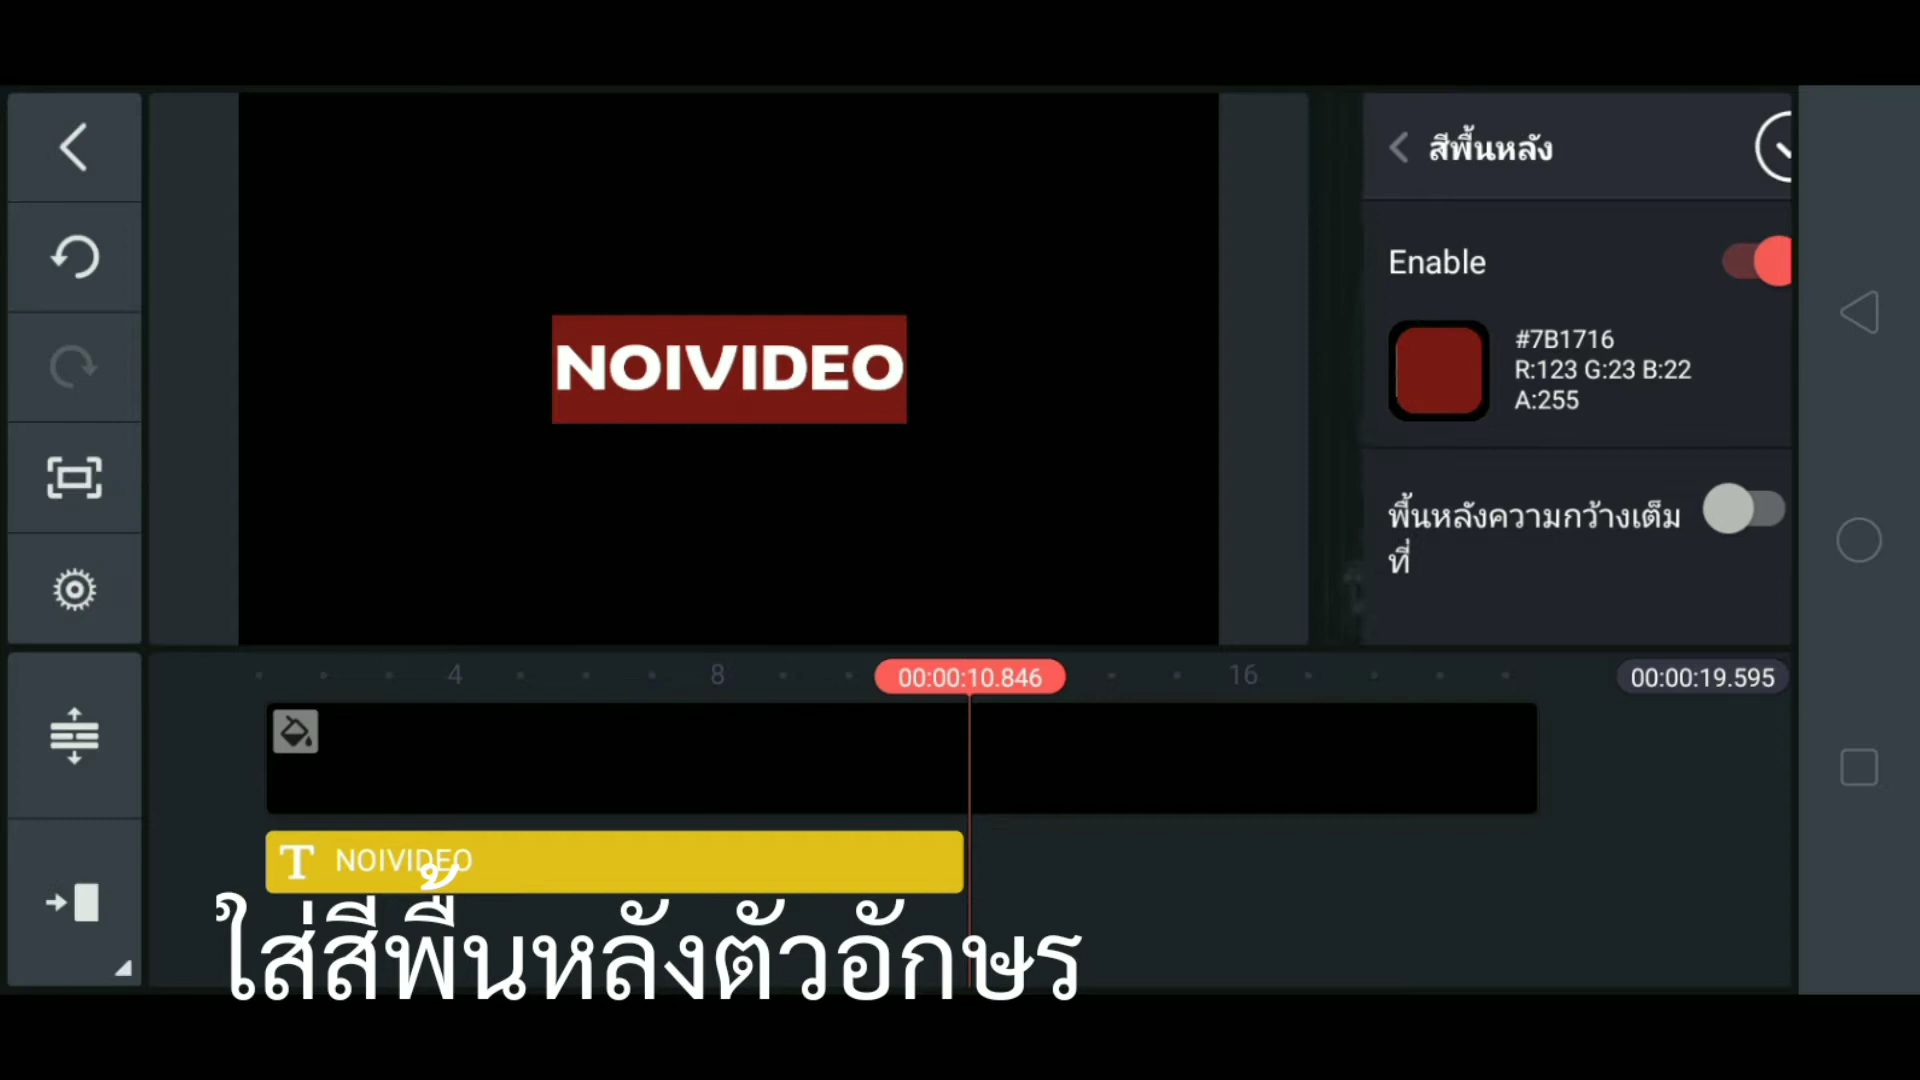 สีพื้นหลัง
Enable
#7B1716
R:123 G:23 B:22
A:255
พื้นหลังความกว้างเต็ม
ที่
NOIVIDEO
4
8
00:00:10.846
16
00:00:19.595
T NOIVIDEO
ใส่สีพื้นหลังตัวอักษร